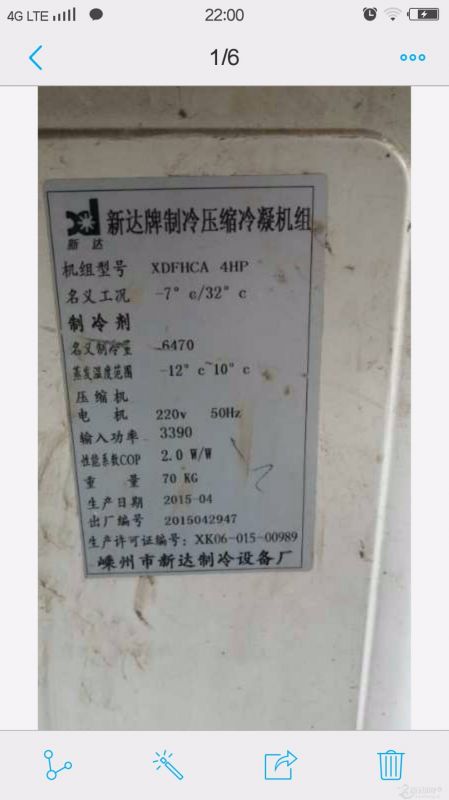 4G LTE 22:00
1/6
新达牌制冷压缩冷凝机组
新达
机组型号 XDFHCA 4HP
名义工况 -7°c/32°c
制冷剂
名义制冷量 6470
蒸发温度范围 -12°c~10°c
压缩机
电机 220v 50Hz
输入功率 3390
性能系数COP 2.0 W/W
重量 70 KG
生产日期 2015-04
出厂编号 2015042947
生产许可证编号：XK06-015-00989
嵊州市新达制冷设备厂